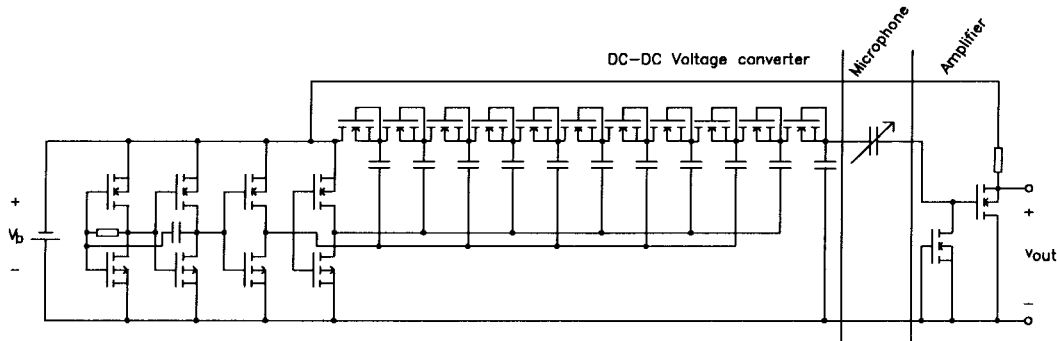 DC-DC Voltage converter
Microphone
Amplifier
+
Vb
-
+
Vout
-